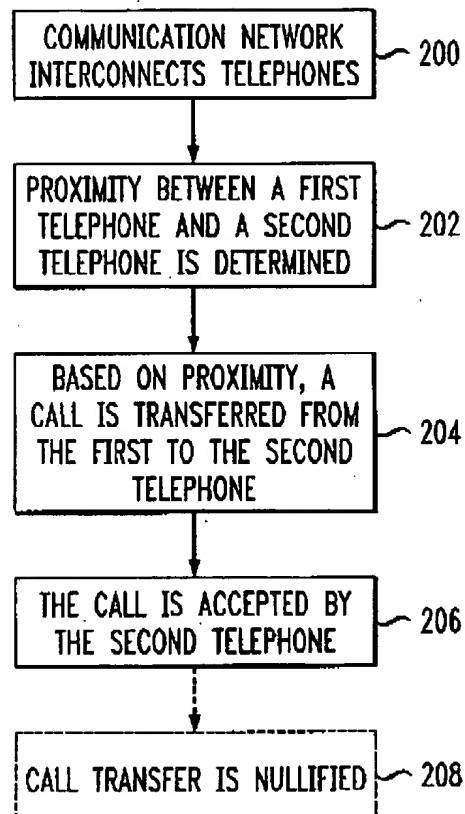 COMMUNICATION NETWORK
INTERCONNECTS TELEPHONES
200
PROXIMITY BETWEEN A FIRST
TELEPHONE AND A SECOND
TELEPHONE IS DETERMINED
202
BASED ON PROXIMITY, A
CALL IS TRANSFERRED FROM
THE FIRST TO THE SECOND
TELEPHONE
204
THE CALL IS ACCEPTED BY
THE SECOND TELEPHONE
206
CALL TRANSFER IS NULLIFIED
208